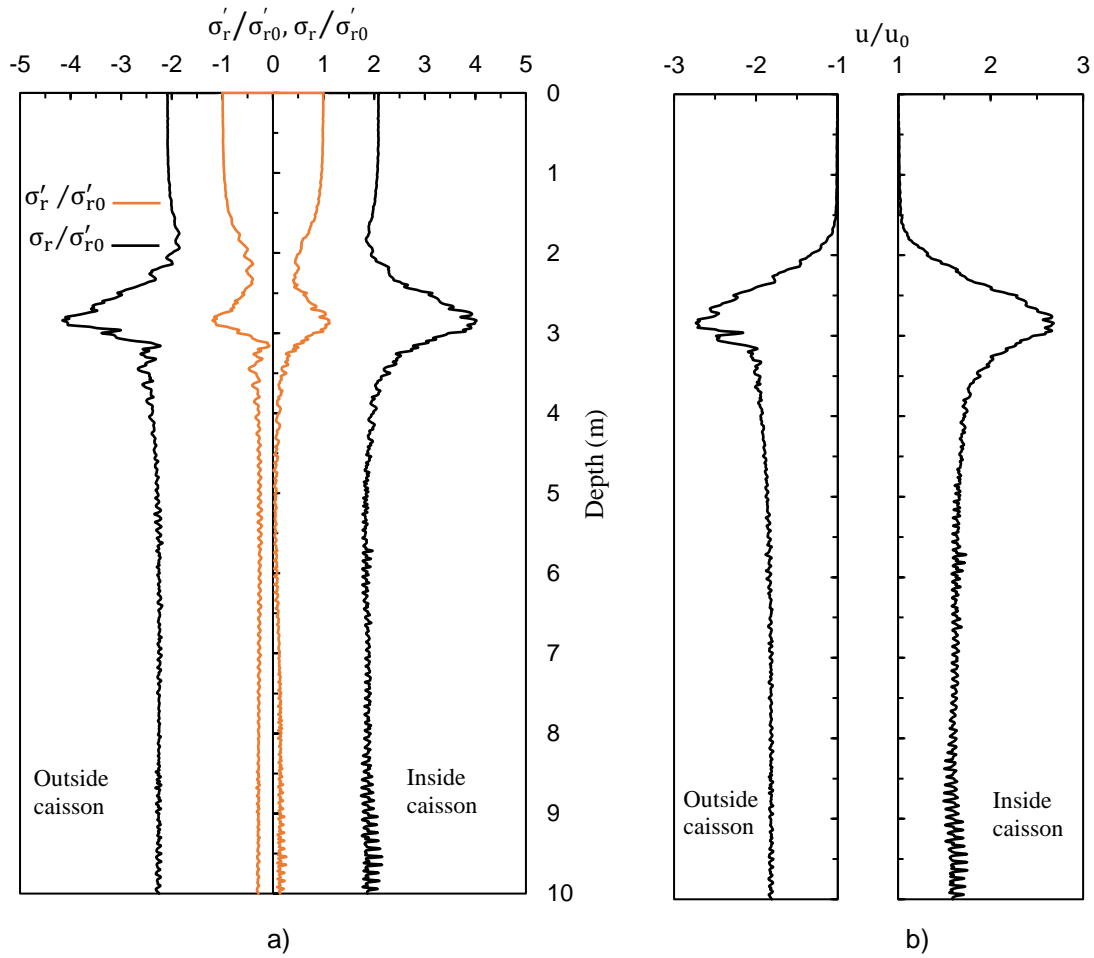 σ′r/σ′r0, σr/σ′r0
-5 -4 -3 -2 -1 0 1 2 3 4 5
0
1
2
3
4
5
6
7
8
9
10
Depth (m)
σ′r /σ′r0
σr/σ′r0
Outside
caisson
Inside
caisson
a)
u/u0
-3 -2 -1 1 2 3
Outside
caisson
Inside
caisson
b)